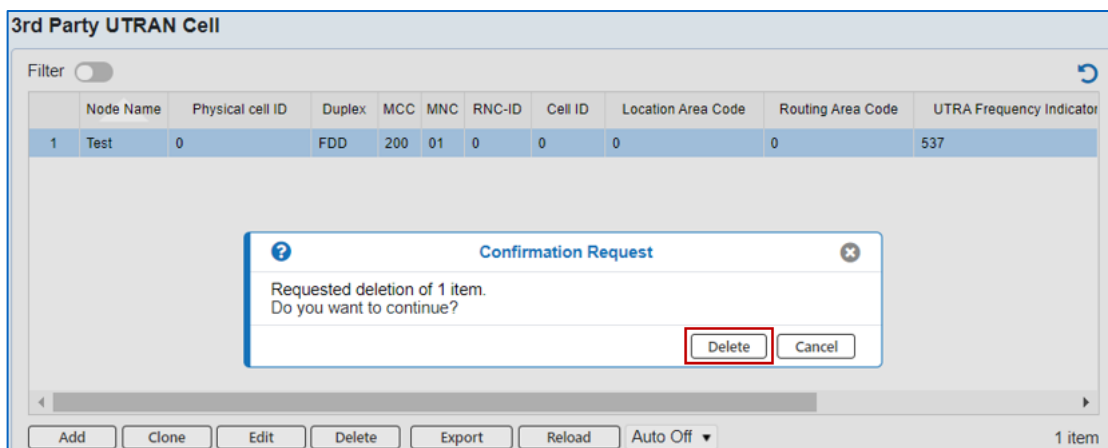 3rd Party UTRAN Cell
Filter
Node Name Physical cell ID Duplex MCC MNC RNC-ID Cell ID Location Area Code Routing Area Code UTRA Frequency Indicator
1 Test 0 FDD 200 01 0 0 0 0 537
Confirmation Request
Requested deletion of 1 item.
Do you want to continue?
Delete Cancel
Add Clone Edit Delete Export Reload Auto Off 1 item